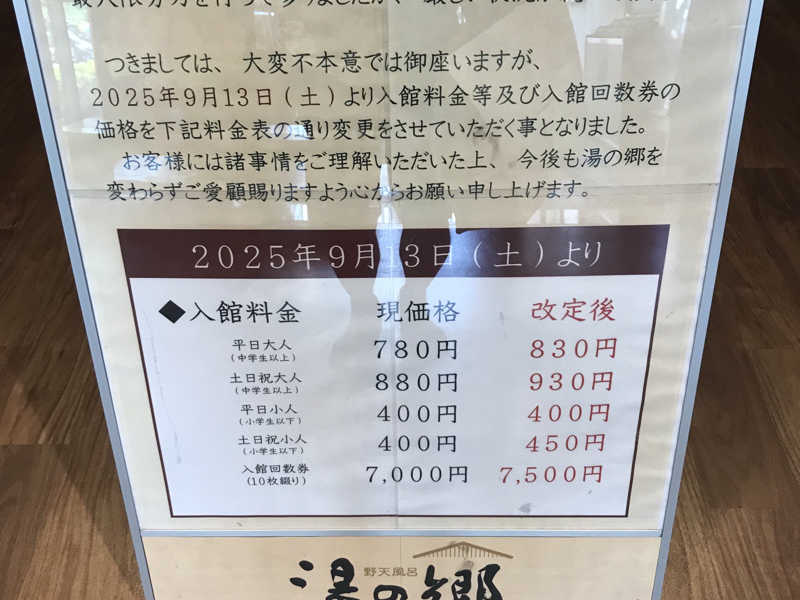 つきましては、大変不本意では御座いますが、
2025年9月13日（土）より入館料金等及び入館回数券の
価格を下記料金表の通り変更をさせていただく事となりました。
お客様には諸事情をご理解いただいた上、今後も湯の郷を
変わらずご愛顧賜りますよう心からお願い申し上げます。
2025年9月13日（土）より
◆入館料金 現価格 改定後
平日大人 780円 830円
（中学生以上）
土日祝大人 880円 930円
（中学生以上）
平日小人 400円 400円
（小学生以下）
土日祝小人 400円 450円
（小学生以下）
入館回数券 7,000円 7,500円
（10枚綴り）
野天風呂
湯の郷